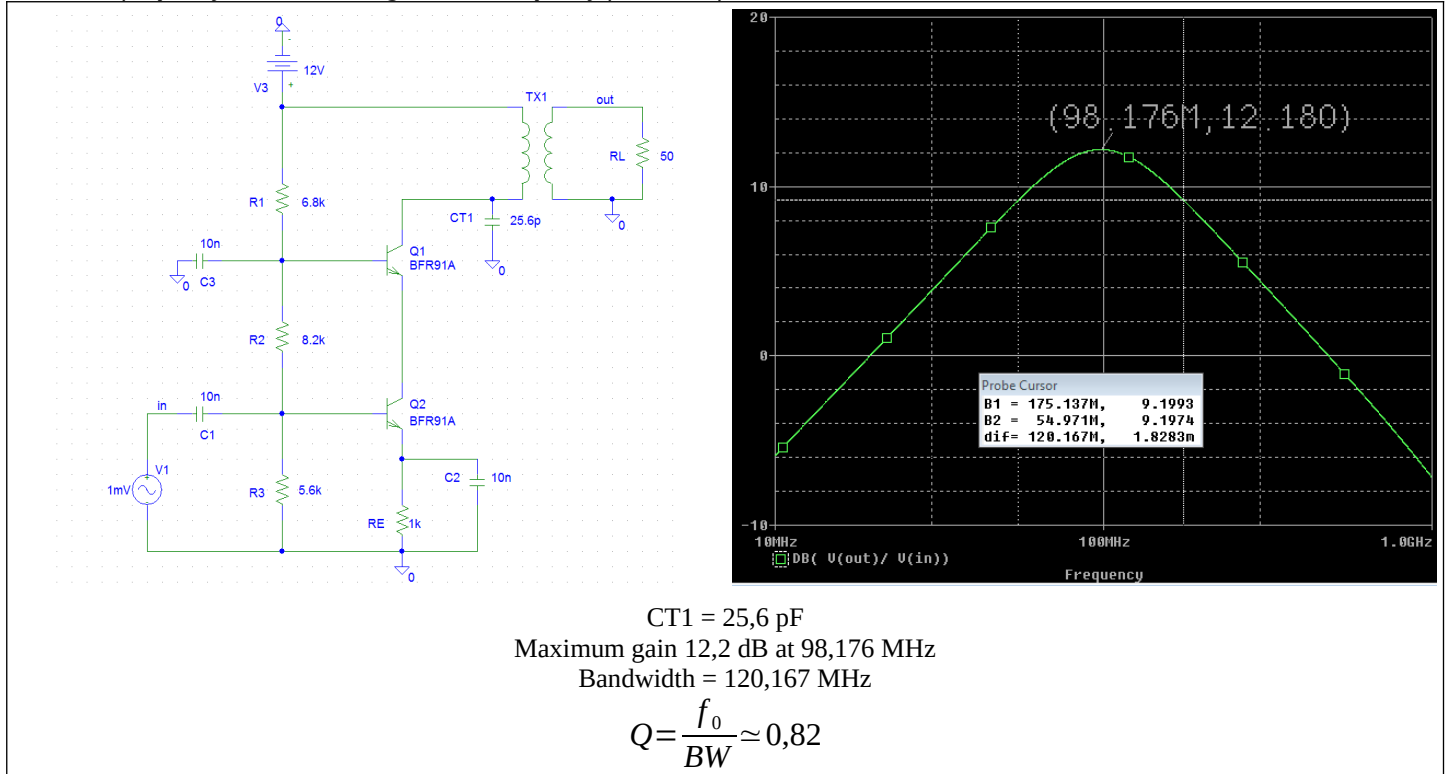 0
12V
V3
+
TX1
out
RL
50
R1
6.8k
CT1
25.6p
0
10n
Q1
BFR91A
0
C3
0
R2
8.2k
in
10n
Q2
BFR91A
C1
V1
+
1mV
R3
5.6k
C2
10n
RE
1k
0
20
(98.176M,12.180)
10
0
Probe Cursor
B1 = 175.137M, 9.1993
B2 = 54.971M, 9.1974
dif= 120.167M, 1.8283m
-10
10MHz 100MHz 1.0GHz
DB( V(out)/ V(in))
Frequency
CT1 = 25,6 pF
Maximum gain 12,2 dB at 98,176 MHz
Bandwidth = 120,167 MHz
Q=f₀/BW≃0,82